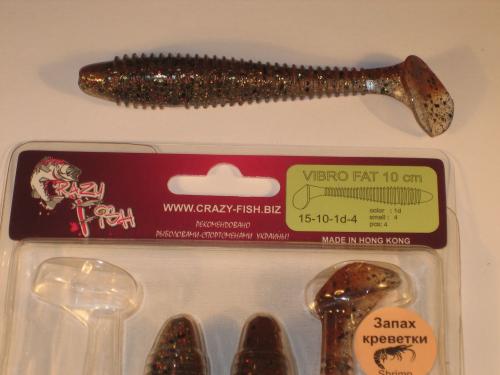 CRAZY
FISH
WWW.CRAZY-FISH.BIZ
РЕКОМЕНДОВАНО
РЫБОЛОВАМИ-СПОРТСМЕНАМИ УКРАИНЫ!
VIBRO FAT 10 cm
15-10-1d-4
color : 1d
smell : 4
pcs: 4
MADE IN HONG KONG
Запах
креветки
Shrimp